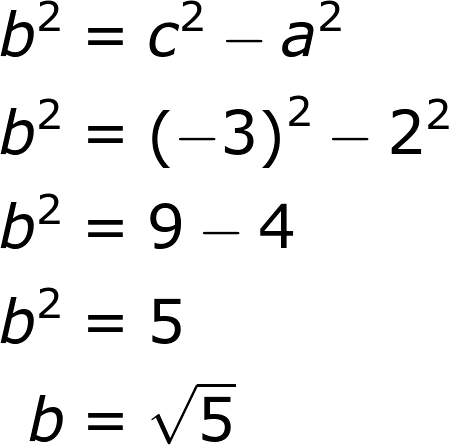 b² = c² − a²
b² = (−3)² − 2²
b² = 9 − 4
b² = 5
b = √5